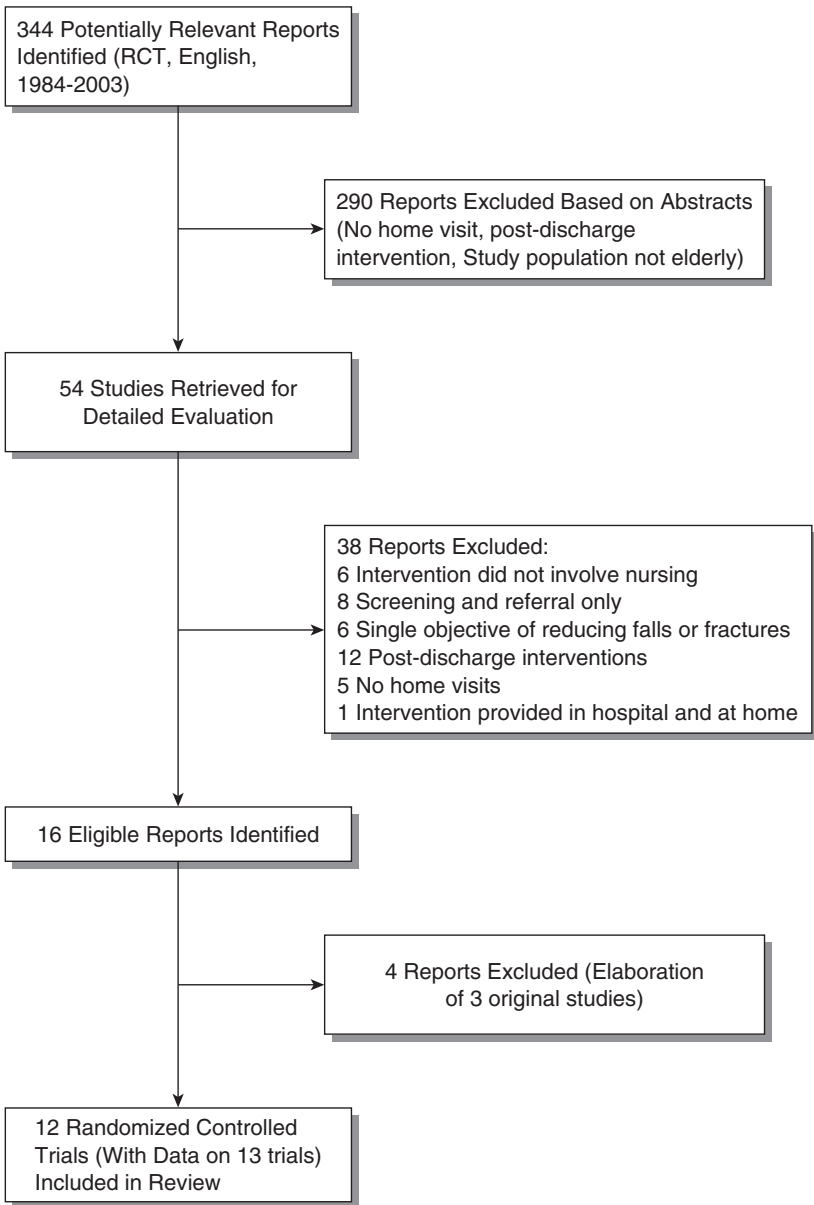 344 Potentially Relevant Reports
Identified (RCT, English,
1984-2003)
290 Reports Excluded Based on Abstracts
(No home visit, post-discharge
intervention, Study population not elderly)
54 Studies Retrieved for
Detailed Evaluation
38 Reports Excluded:
6 Intervention did not involve nursing
8 Screening and referral only
6 Single objective of reducing falls or fractures
12 Post-discharge interventions
5 No home visits
1 Intervention provided in hospital and at home
16 Eligible Reports Identified
4 Reports Excluded (Elaboration
of 3 original studies)
12 Randomized Controlled
Trials (With Data on 13 trials)
Included in Review